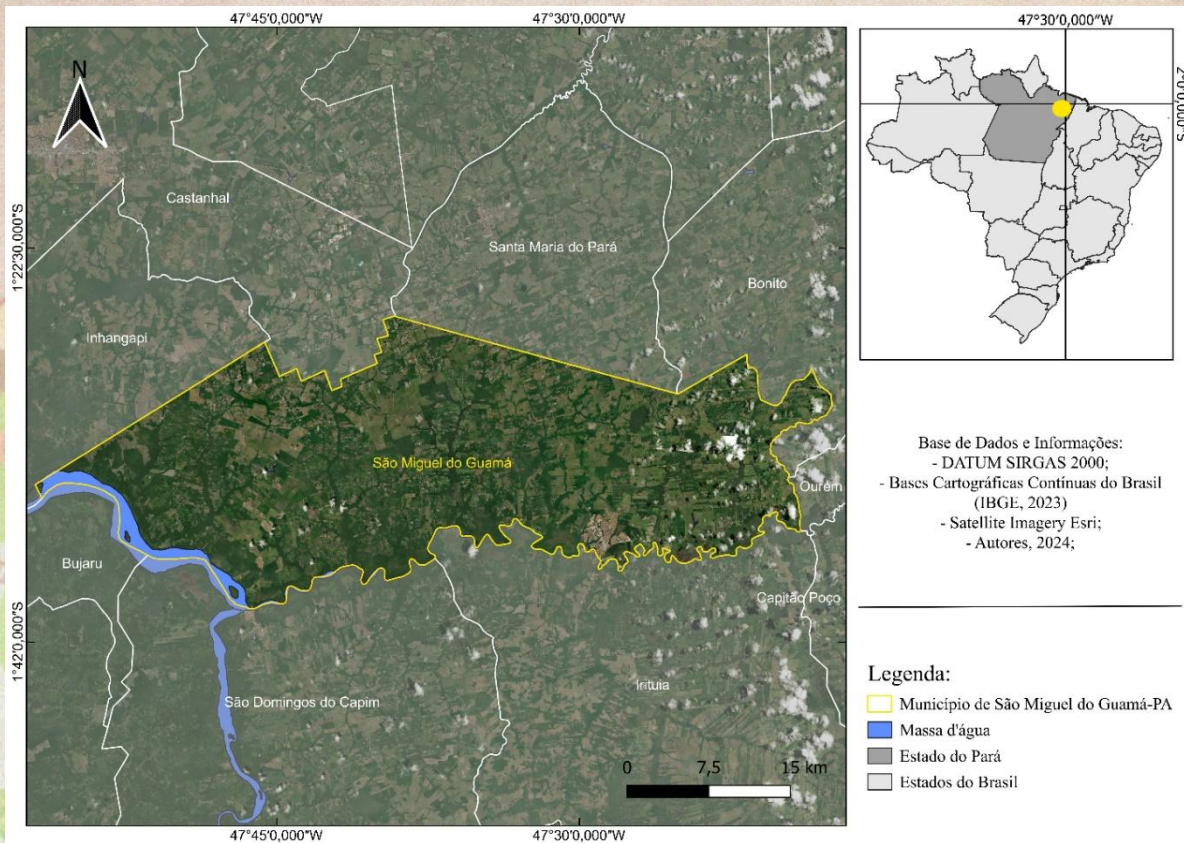 47°45'0,000"W
47°30'0,000"W
47°30'0,000"W
N
2°0'0,000"S
Castanhal
Santa Maria do Pará
1°22'30,000"S
Bonito
Inhangapi
São Miguel do Guamá
Ourém
Bujaru
Capitão Poço
1°42'0,000"S
São Domingos do Capim
Irituia
0
7,5
15 km
47°45'0,000"W
47°30'0,000"W
Base de Dados e Informações:
- DATUM SIRGAS 2000;
- Bases Cartográficas Contínuas do Brasil
(IBGE, 2023)
- Satellite Imagery Esri;
- Autores, 2024;
Legenda:
Município de São Miguel do Guamá-PA
Massa d'água
Estado do Pará
Estados do Brasil